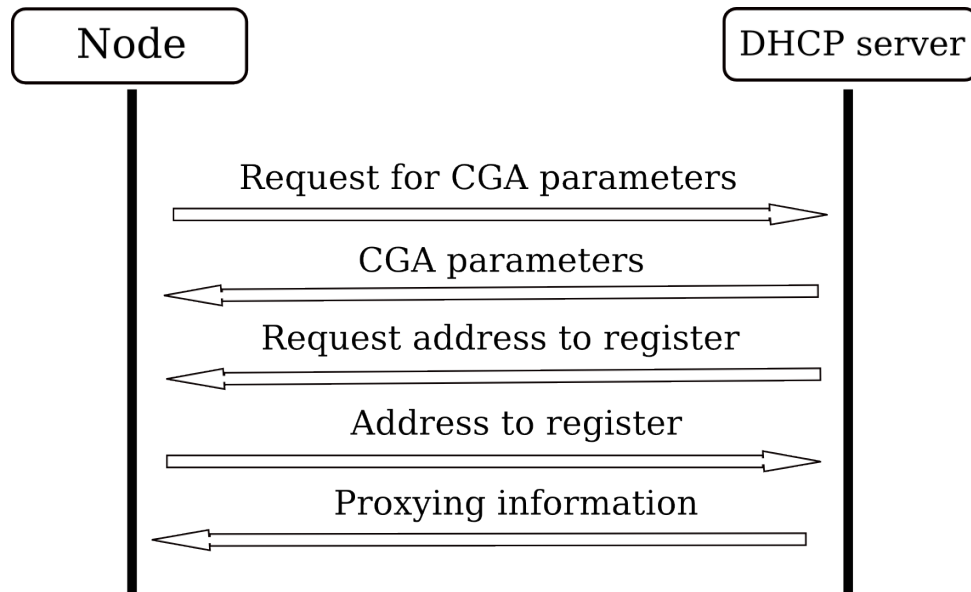 Node
DHCP server
Request for CGA parameters
CGA parameters
Request address to register
Address to register
Proxying information